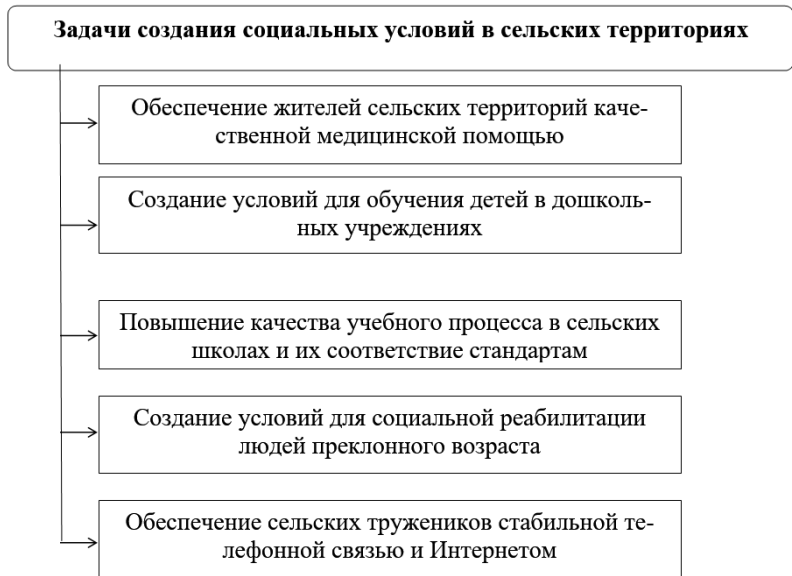 Задачи создания социальных условий в сельских территориях
Обеспечение жителей сельских территорий каче-
ственной медицинской помощью
Создание условий для обучения детей в дошколь-
ных учреждениях
Повышение качества учебного процесса в сельских
школах и их соответствие стандартам
Создание условий для социальной реабилитации
людей преклонного возраста
Обеспечение сельских тружеников стабильной те-
лефонной связью и Интернетом